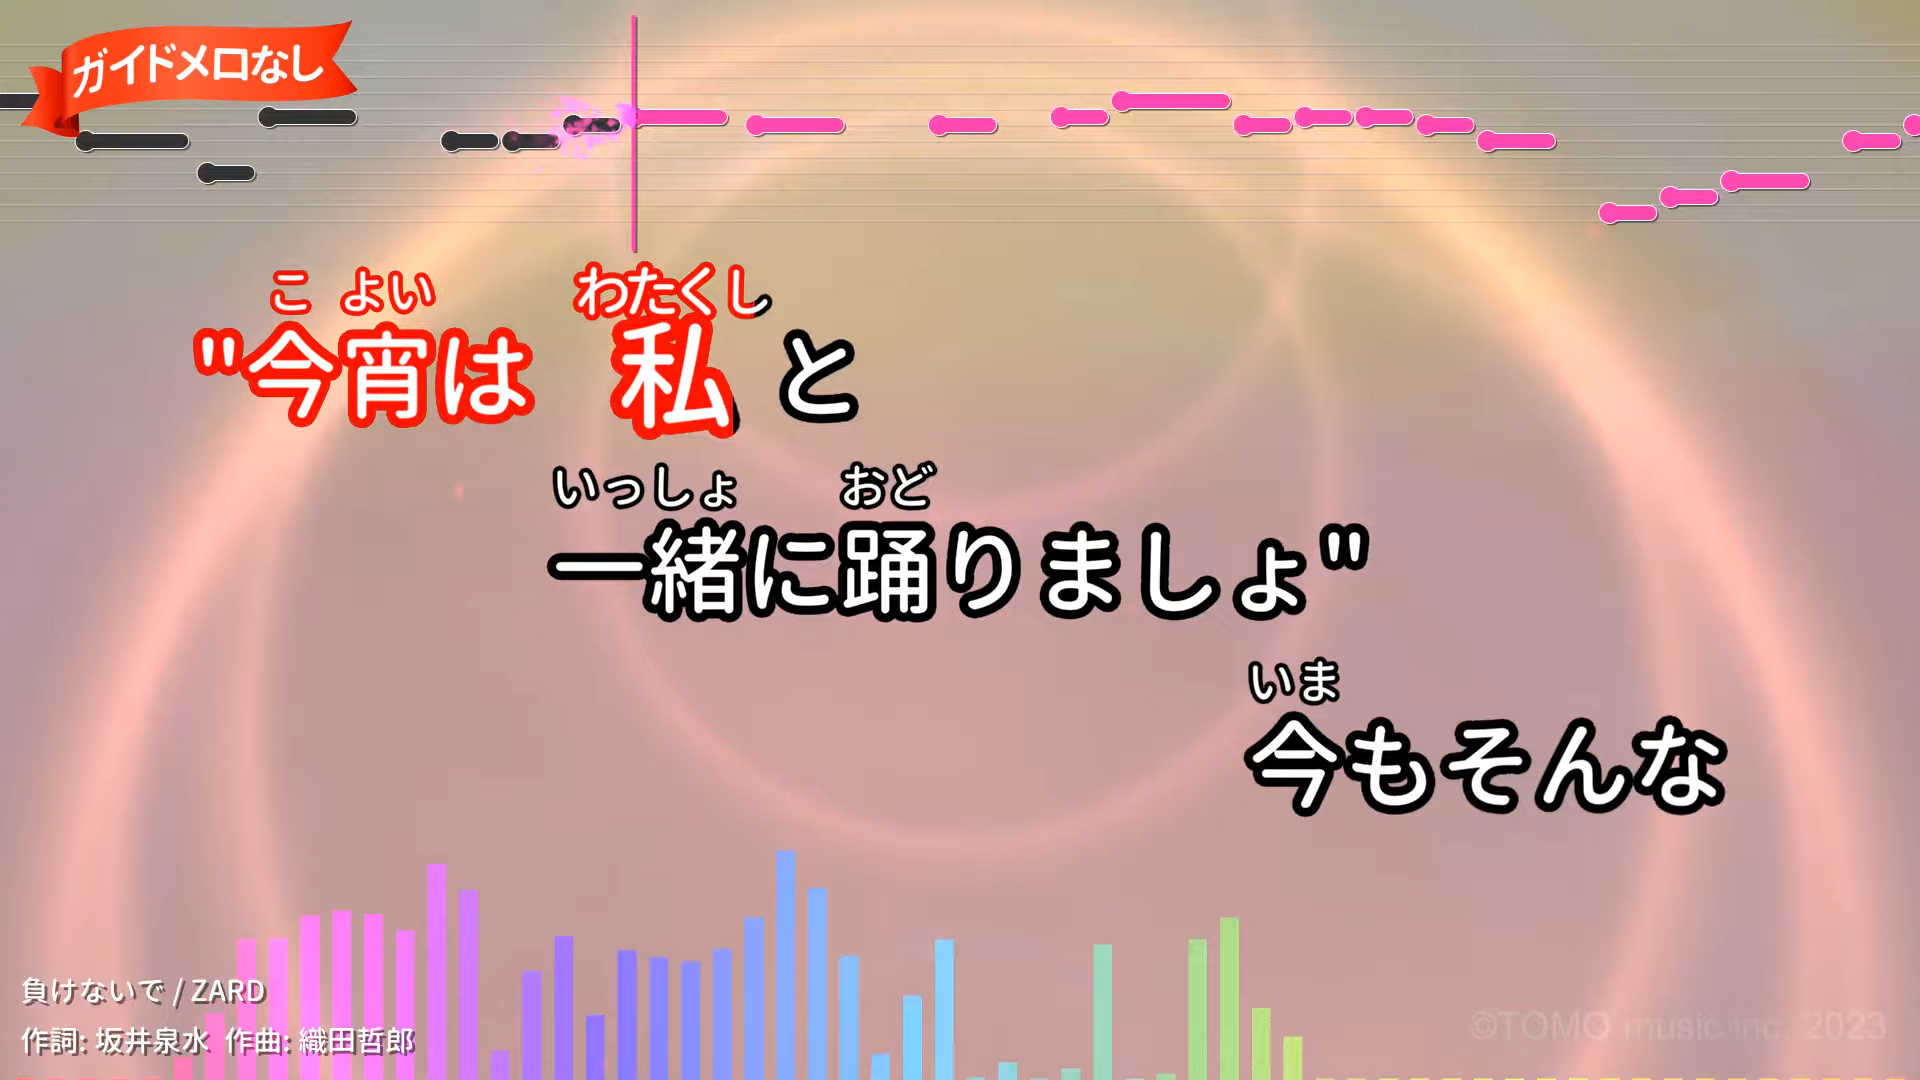 ガイドメロなし
こ よい わたくし
"今宵は 私 と
いっしょ おど
一緒に踊りましょ"
いま
今もそんな
負けないで / ZARD
作詞: 坂井泉水 作曲: 織田哲郎
©TOMO music inc. 2023